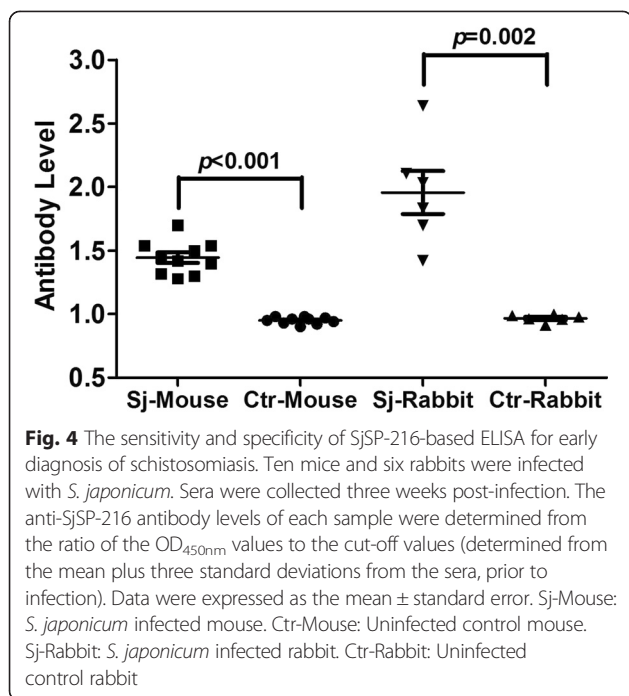 3.0
p=0.002
2.5
p<0.001
2.0
1.5
1.0
0.5
Antibody Level
Sj-Mouse Ctr-Mouse Sj-Rabbit Ctr-Rabbit
Fig. 4 The sensitivity and specificity of SjSP-216-based ELISA for early
diagnosis of schistosomiasis. Ten mice and six rabbits were infected
with S. japonicum. Sera were collected three weeks post-infection. The
anti-SjSP-216 antibody levels of each sample were determined from
the ratio of the OD450nm values to the cut-off values (determined from
the mean plus three standard deviations from the sera, prior to
infection). Data were expressed as the mean ± standard error. Sj-Mouse:
S. japonicum infected mouse. Ctr-Mouse: Uninfected control mouse.
Sj-Rabbit: S. japonicum infected rabbit. Ctr-Rabbit: Uninfected
control rabbit